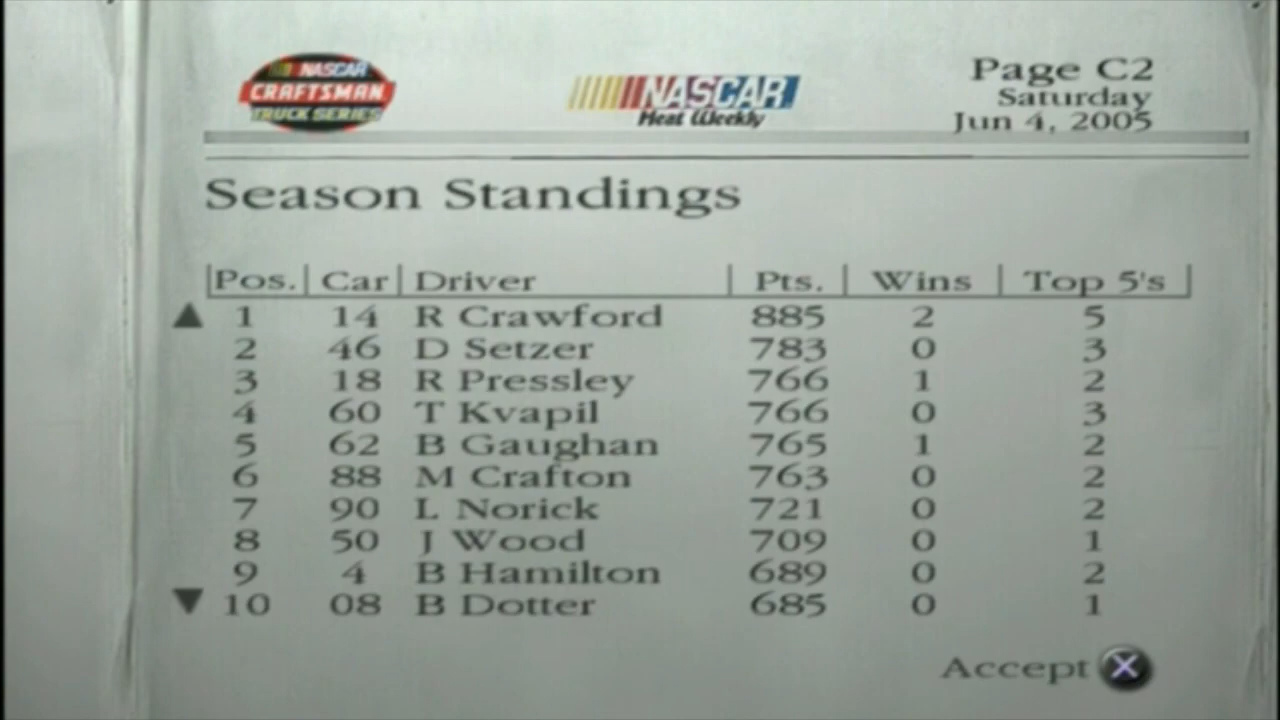 NASCAR
CRAFTSMAN
TRUCK SERIES
NASCAR
Heat Weekly
Page C2
Saturday
Jun 4, 2005
Season Standings
Pos. Car Driver Pts. Wins Top 5's
▲ 1 14 R Crawford 885 2 5
2 46 D Setzer 783 0 3
3 18 R Pressley 766 1 2
4 60 T Kvapil 766 0 3
5 62 B Gaughan 765 1 2
6 88 M Crafton 763 0 2
7 90 L Norick 721 0 2
8 50 J Wood 709 0 1
9 4 B Hamilton 689 0 2
▼ 10 08 B Dotter 685 0 1
Accept